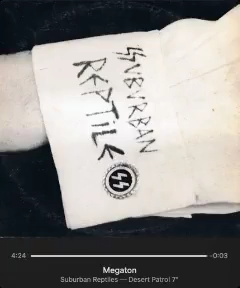 SUBURBAN
REPTILE
4:24
-0:03
Megaton
Suburban Reptiles — Desert Patrol 7"